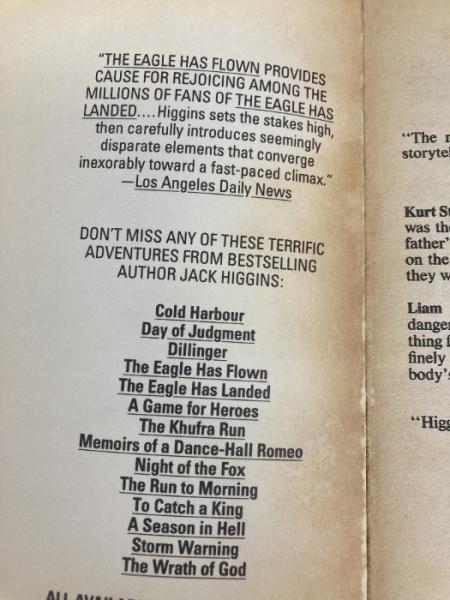 "THE EAGLE HAS FLOWN PROVIDES
CAUSE FOR REJOICING AMONG THE
MILLIONS OF FANS OF THE EAGLE HAS
LANDED....Higgins sets the stakes high,
then carefully introduces seemingly
disparate elements that converge
inexorably toward a fast-paced climax."
—Los Angeles Daily News
DON'T MISS ANY OF THESE TERRIFIC
ADVENTURES FROM BESTSELLING
AUTHOR JACK HIGGINS:
Cold Harbour
Day of Judgment
Dillinger
The Eagle Has Flown
The Eagle Has Landed
A Game for Heroes
The Khufra Run
Memoirs of a Dance-Hall Romeo
Night of the Fox
The Run to Morning
To Catch a King
A Season in Hell
Storm Warning
The Wrath of God
ALL
"The
Kurt
was
father'
on the
they
Liam
thing
finely
body's